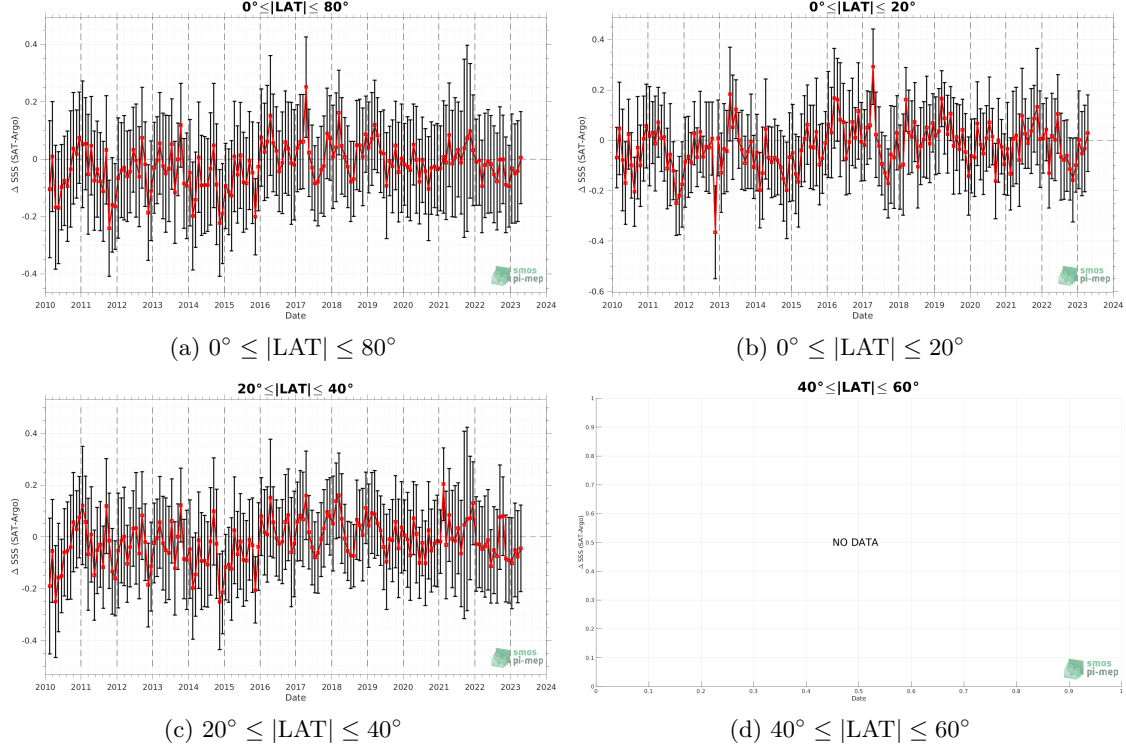 0°≤|LAT|≤ 80°
0°≤|LAT|≤ 20°
Δ SSS (SAT-Argo)
0.4
0.2
0
-0.2
-0.4
2010 2011 2012 2013 2014 2015 2016 2017 2018 2019 2020 2021 2022 2023 2024
Date
smos
pi-mep
Δ SSS (SAT-Argo)
0.4
0.2
0
-0.2
-0.4
-0.6
2010 2011 2012 2013 2014 2015 2016 2017 2018 2019 2020 2021 2022 2023 2024
Date
smos
pi-mep
(a) 0° ≤ |LAT| ≤ 80°
(b) 0° ≤ |LAT| ≤ 20°
20°≤|LAT|≤ 40°
40°≤|LAT|≤ 60°
Δ SSS (SAT-Argo)
0.4
0.2
0
-0.2
-0.4
2010 2011 2012 2013 2014 2015 2016 2017 2018 2019 2020 2021 2022 2023 2024
Date
smos
pi-mep
Δ SSS (SAT-Argo)
1
0.9
0.8
0.7
0.6
0.5
0.4
0.3
0.2
0.1
0
NO DATA
0 0.1 0.2 0.3 0.4 0.5 0.6 0.7 0.8 0.9 1
Date
smos
pi-mep
(c) 20° ≤ |LAT| ≤ 40°
(d) 40° ≤ |LAT| ≤ 60°